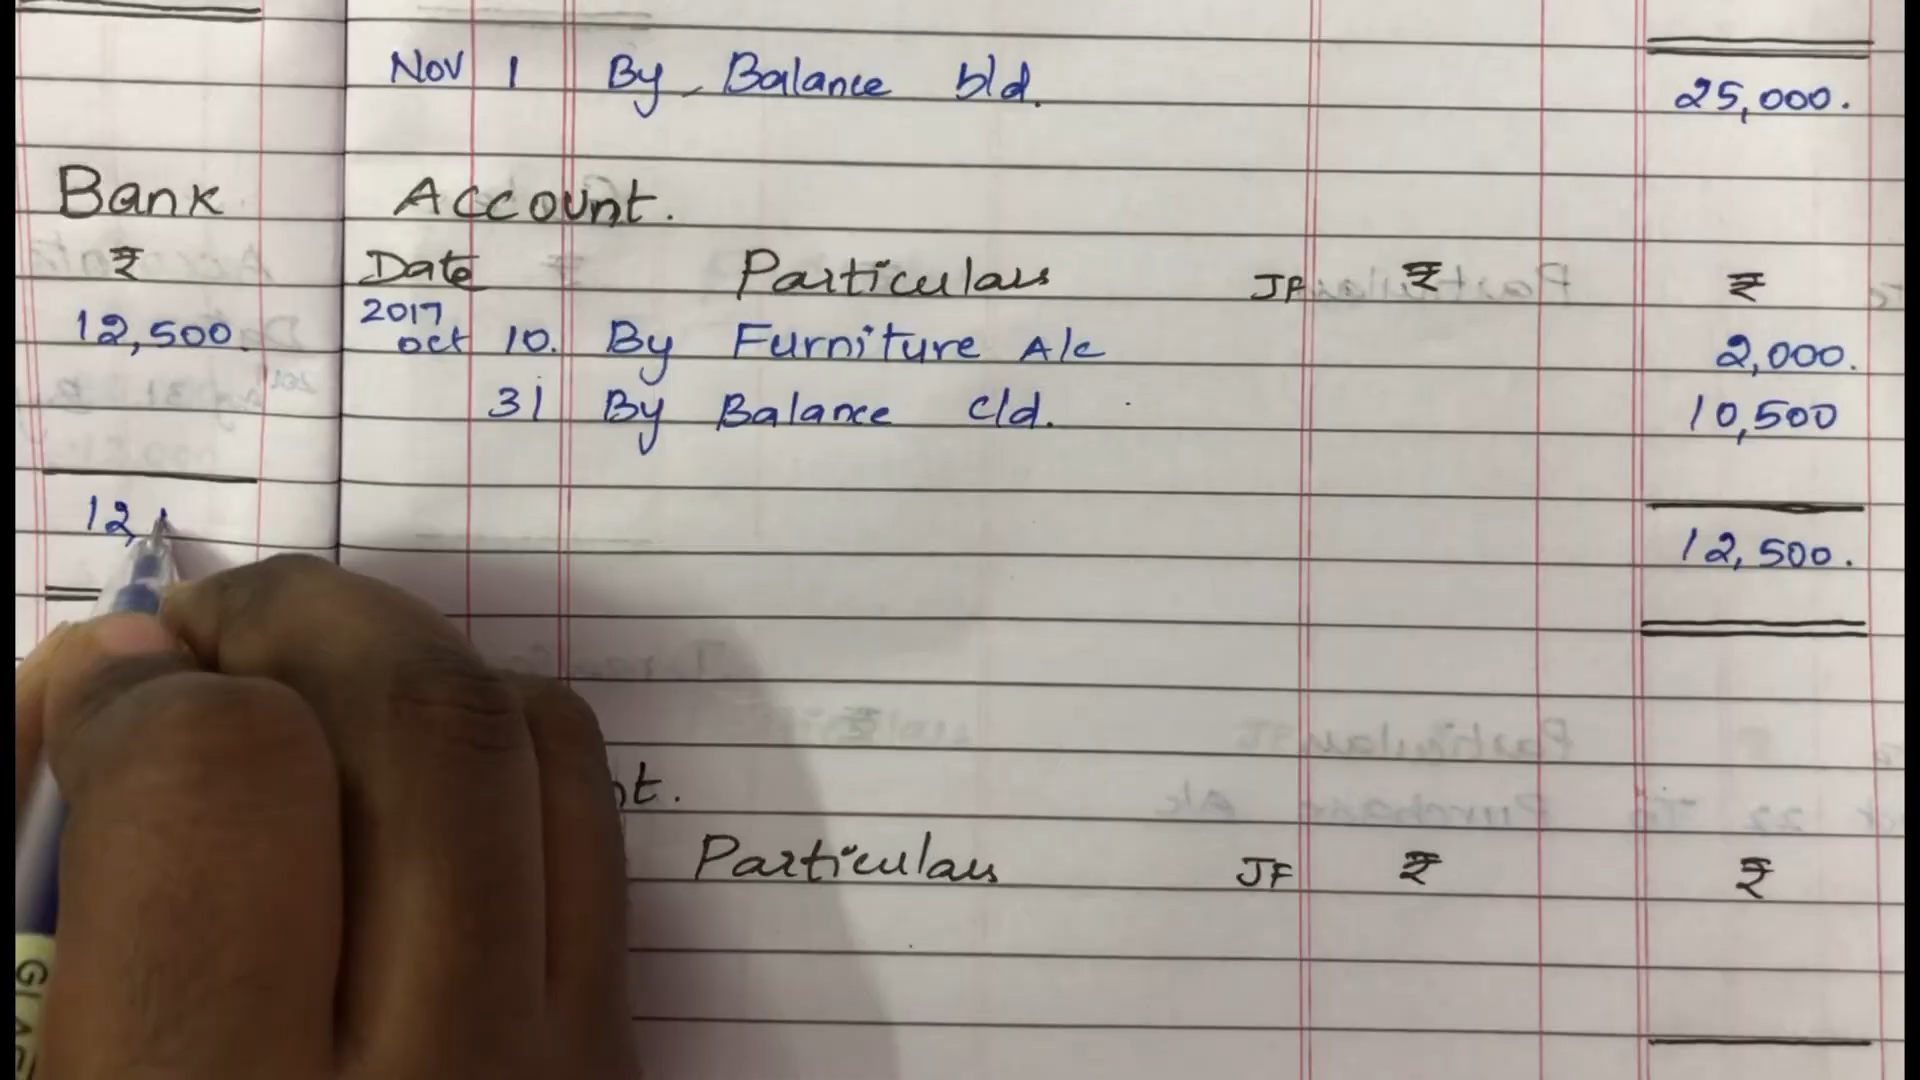 Nov 1 By Balance b/d. 25,000.
Bank Account.
₹ Date Particulars JF ₹ ₹
12,500. 2017 Oct 10. By Furniture A/c 2,000.
31 By Balance c/d. 10,500
12, 12,500.
nt.
Particulars JF ₹ ₹